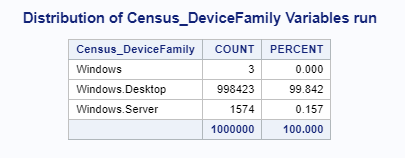 Distribution of Census_DeviceFamily Variables run
Census_DeviceFamily COUNT PERCENT
Windows 3 0.000
Windows.Desktop 998423 99.842
Windows.Server 1574 0.157
1000000 100.000